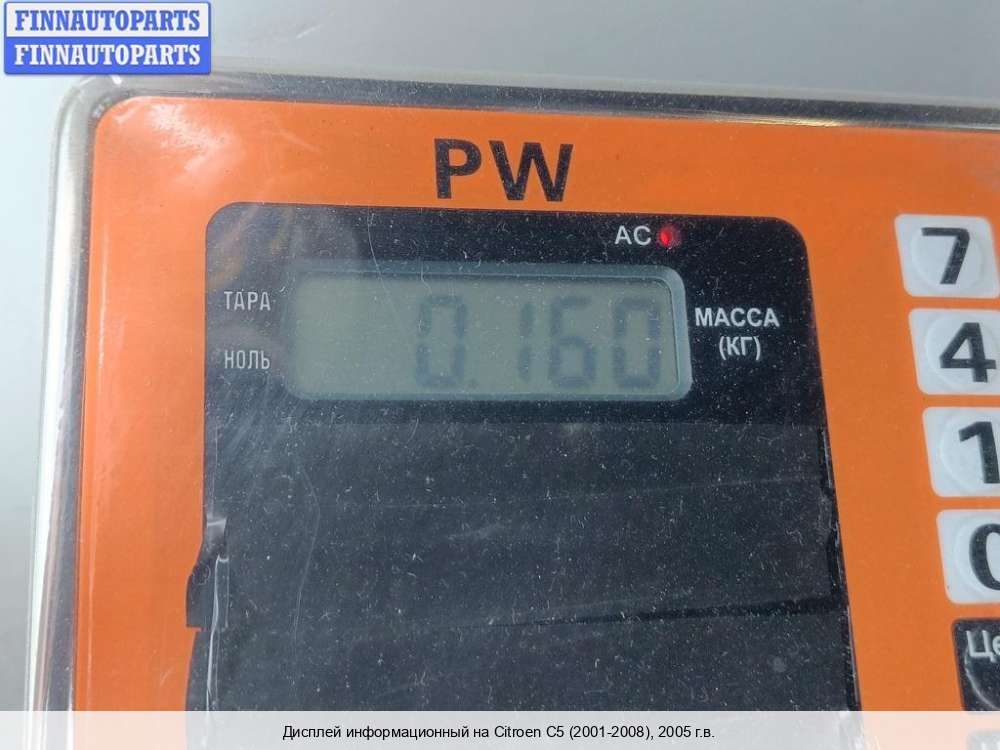 FINNAUTOPARTS
FINNAUTOPARTS
PW
AC
7
ТАРА
0.160
МАССА
(КГ)
НОЛЬ
4
1
0
Дисплей информационный на Citroen C5 (2001-2008), 2005 г.в.